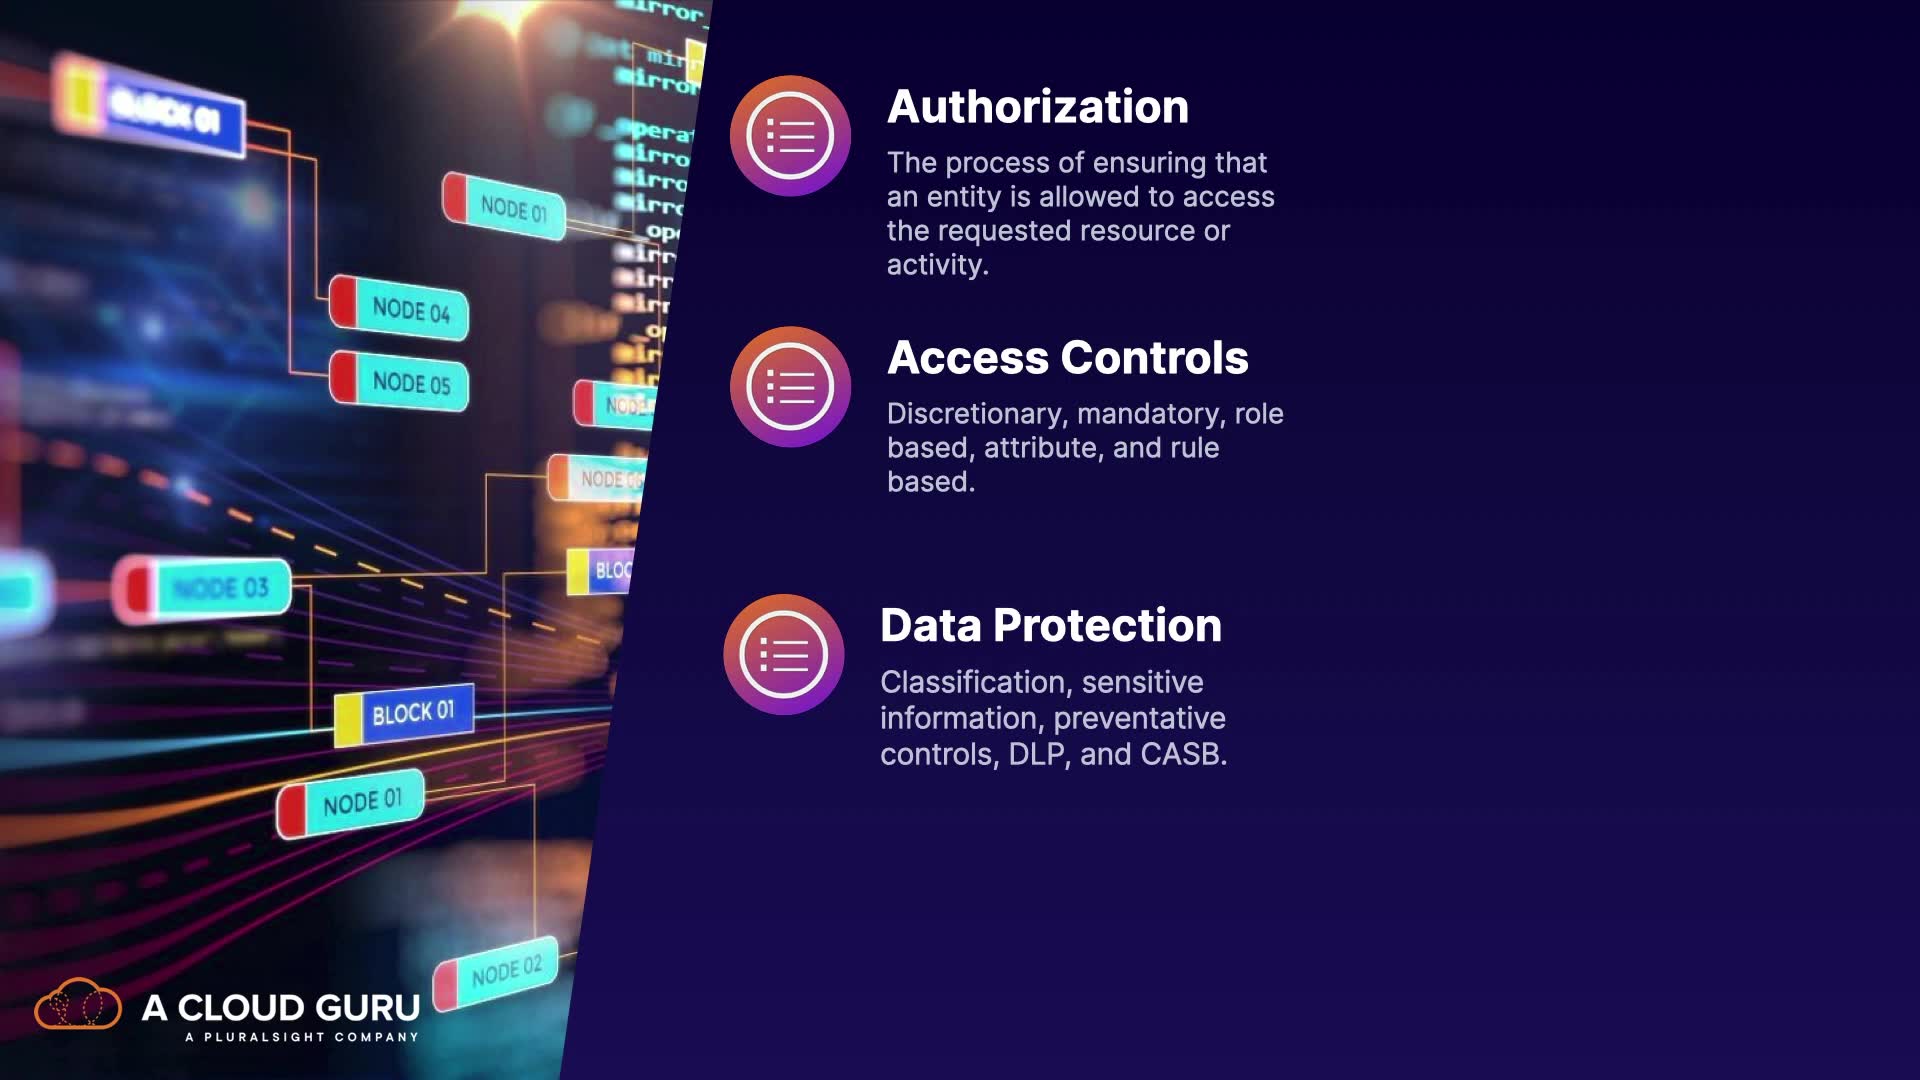 Authorization
The process of ensuring that
an entity is allowed to access
the requested resource or
activity.
Access Controls
Discretionary, mandatory, role
based, attribute, and rule
based.
Data Protection
Classification, sensitive
information, preventative
controls, DLP, and CASB.
BLOCK 01
NODE 01
NODE 04
NODE 05
NODE 03
BLOCK 01
NODE 01
NODE 02
A CLOUD GURU
A PLURALSIGHT COMPANY